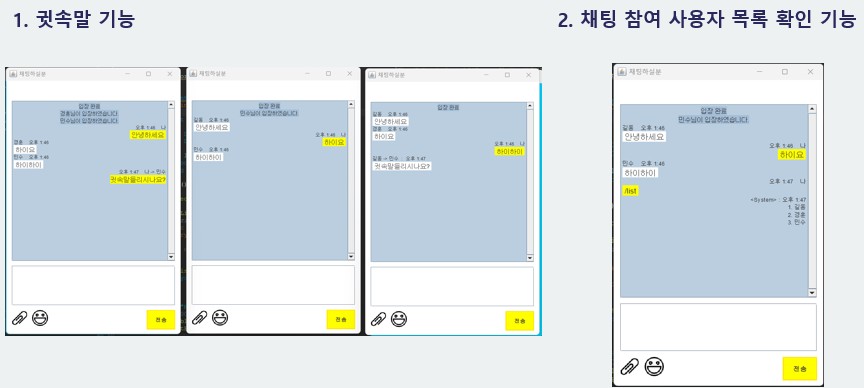 1. 귓속말 기능
2. 채팅 참여 사용자 목록 확인 기능
채팅하실분
입장 완료
경훈님이 입장하였습니다.
민수님이 입장하였습니다.
오후 1:46 나
안녕하세요
경훈 오후 1:46
하이요
민수 오후 1:46
하이하이
오후 1:47 나 -> 민수
귓속말들리시나요?
전송
채팅하실분
입장 완료
민수님이 입장하였습니다.
길동 오후 1:46
안녕하세요
오후 1:46 나
하이요
민수 오후 1:46
하이하이
전송
채팅하실분
입장 완료
길동 오후 1:46
안녕하세요
경훈 오후 1:46
하이요
오후 1:46 나
하이하이
길동 -> 민수 오후 1:47
귓속말들리시나요?
전송
채팅하실분
입장 완료
민수님이 입장하였습니다.
길동 오후 1:46
안녕하세요
오후 1:46 나
하이요
민수 오후 1:46
하이하이
오후 1:47 나
/list
<System> : 오후 1:47
1. 길동
2. 경훈
3. 민수
전송